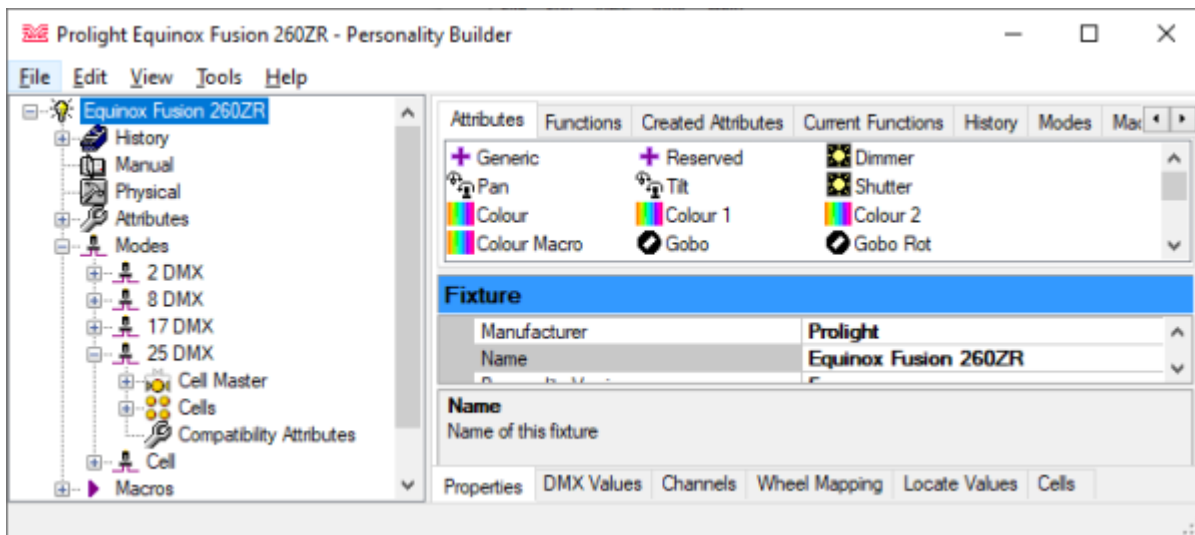 Prolight Equinox Fusion 260ZR - Personality Builder
File Edit View Tools Help
Equinox Fusion 260ZR
History
Manual
Physical
Attributes
Modes
2 DMX
8 DMX
17 DMX
25 DMX
Cell Master
Cells
Compatibility Attributes
Cell
Macros
Attributes Functions Created Attributes Current Functions History Modes Mac
Generic Reserved Dimmer
Pan Tilt Shutter
Colour Colour 1 Colour 2
Colour Macro Gobo Gobo Rot
Fixture
Manufacturer Prolight
Name Equinox Fusion 260ZR
Name
Name of this fixture
Properties DMX Values Channels Wheel Mapping Locate Values Cells